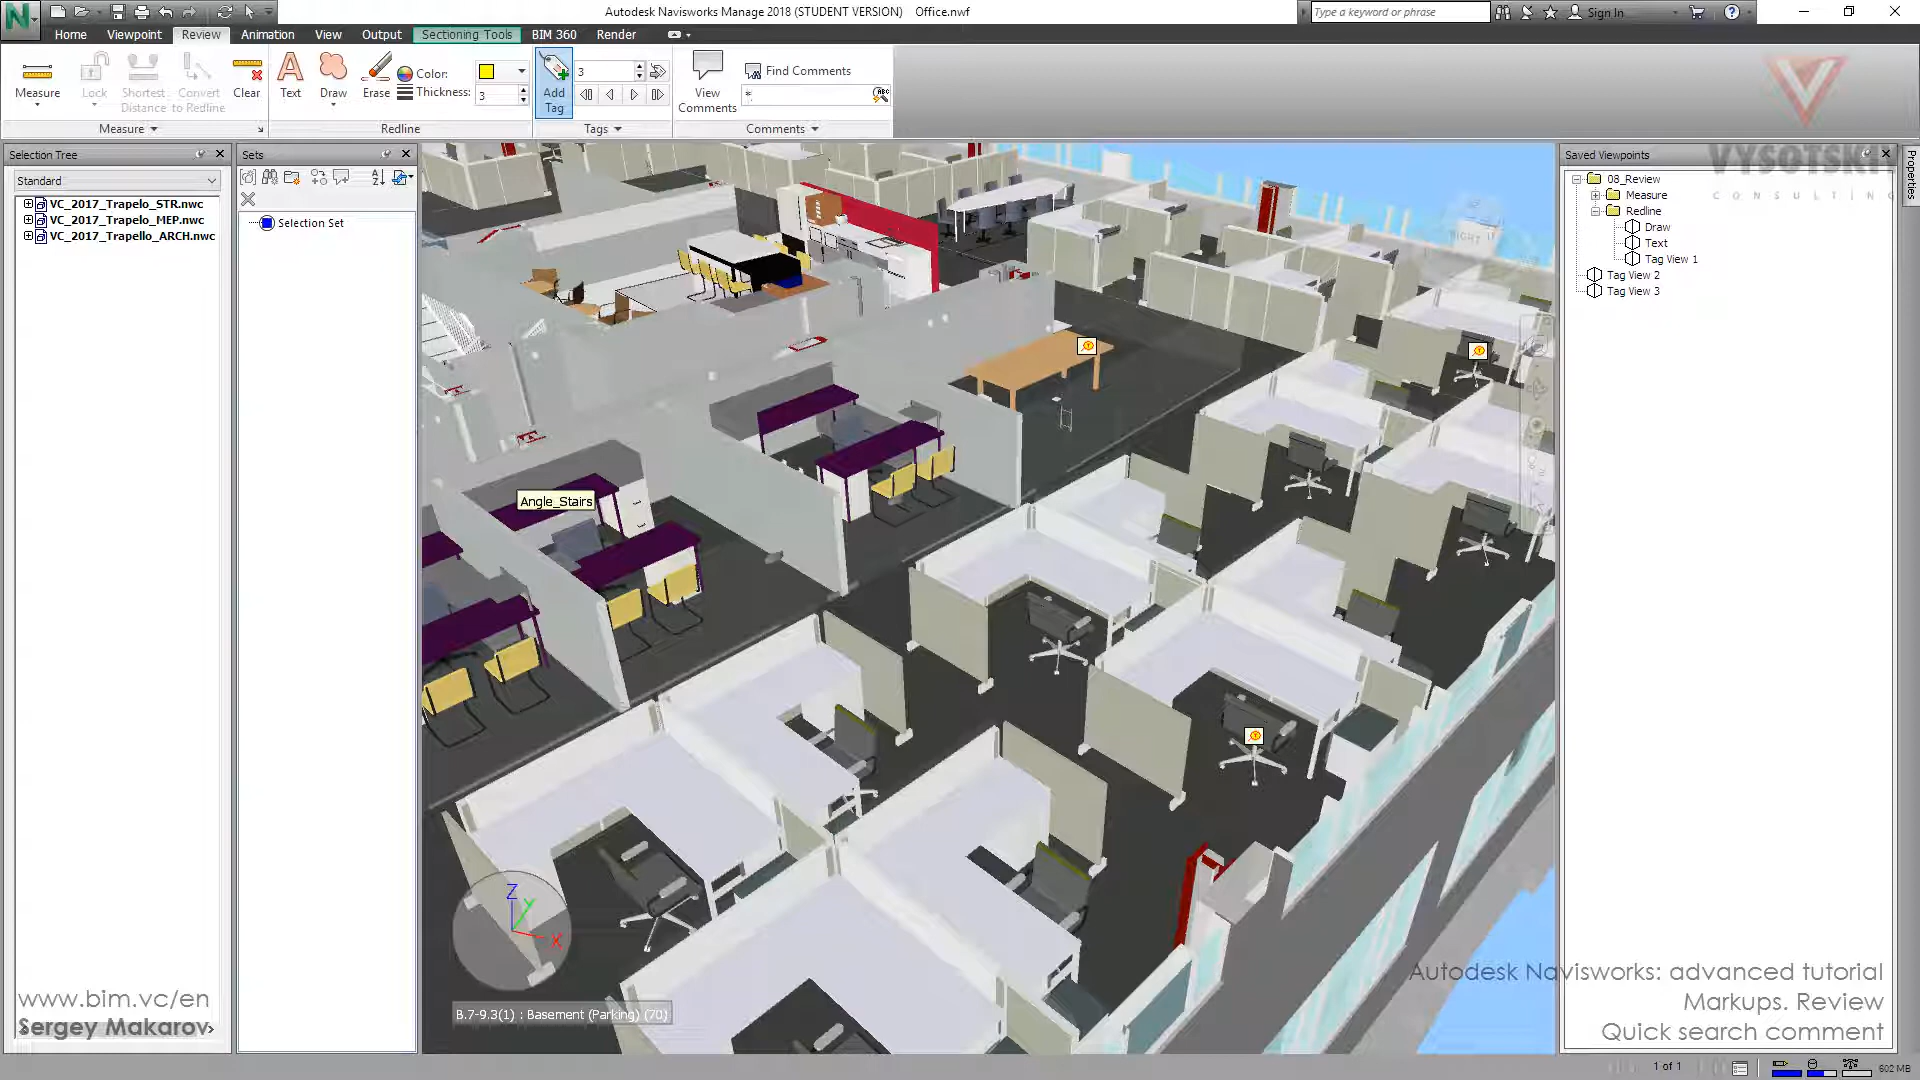 Autodesk Navisworks Manage 2018 (STUDENT VERSION) Office.nwf
Type a keyword or phrase
Sign In
Home Viewpoint Review Animation View Output Sectioning Tools BIM 360 Render
Measure
Lock
Shortest Distance
Convert to Redline
Clear
Text
Draw
Erase
Color:
Thickness: 3
Add Tag
3
View Comments
Find Comments
*
Measure
Redline
Tags
Comments
Selection Tree
Standard
VC_2017_Trapelo_STR.nwc
VC_2017_Trapelo_MEP.nwc
VC_2017_Trapello_ARCH.nwc
Sets
Selection Set
Angle_Stairs
Z
Y
X
B.7-9.3(1) : Basement (Parking) (70)
Saved Viewpoints
08_Review
Measure
Redline
Draw
Text
Tag View 1
Tag View 2
Tag View 3
Properties
VYSOTSKIY
CONSULTING
www.bim.vc/en
Sergey Makarov
Autodesk Navisworks: advanced tutorial
Markups. Review
Quick search comment
1 of 1
602 MB